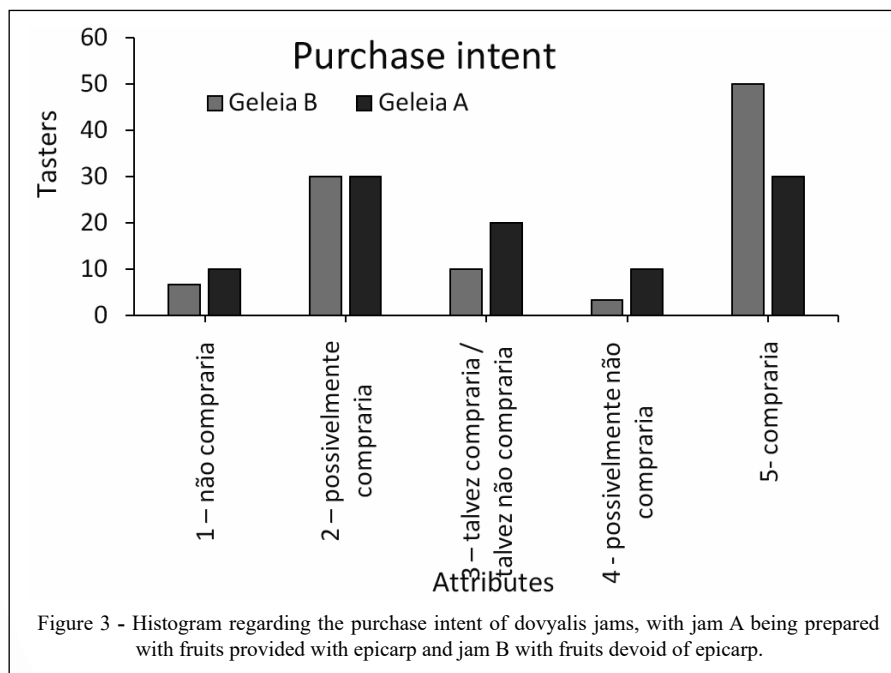 Purchase intent
Geleia B
Geleia A
Tasters
60
50
40
30
20
10
0
1 – não compraria
2 – possivelmente
compraria
3 – talvez compraria /
talvez não compraria
4 - possivelmente não
compraria
5- compraria
Attributes
Figure 3 - Histogram regarding the purchase intent of dovyalis jams, with jam A being prepared
with fruits provided with epicarp and jam B with fruits devoid of epicarp.